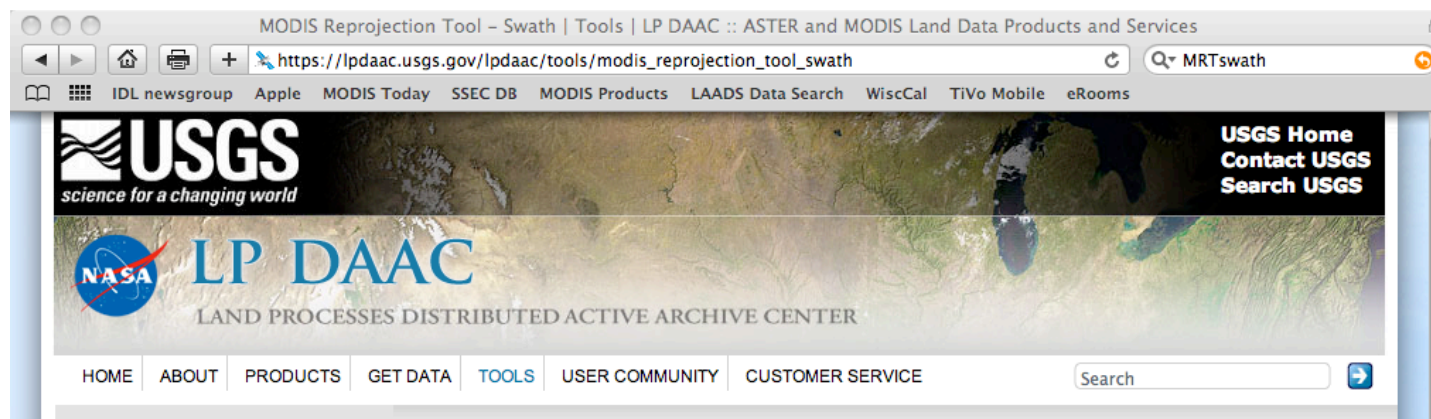 MODIS Reprojection Tool – Swath | Tools | LP DAAC :: ASTER and MODIS Land Data Products and Services
https://lpdaac.usgs.gov/lpdaac/tools/modis_reprojection_tool_swath
MRTswath
IDL newsgroup Apple MODIS Today SSEC DB MODIS Products LAADS Data Search WiscCal TiVo Mobile eRooms
USGS
science for a changing world
USGS Home
Contact USGS
Search USGS
NASA
LP DAAC
LAND PROCESSES DISTRIBUTED ACTIVE ARCHIVE CENTER
HOME ABOUT PRODUCTS GET DATA TOOLS USER COMMUNITY CUSTOMER SERVICE Search